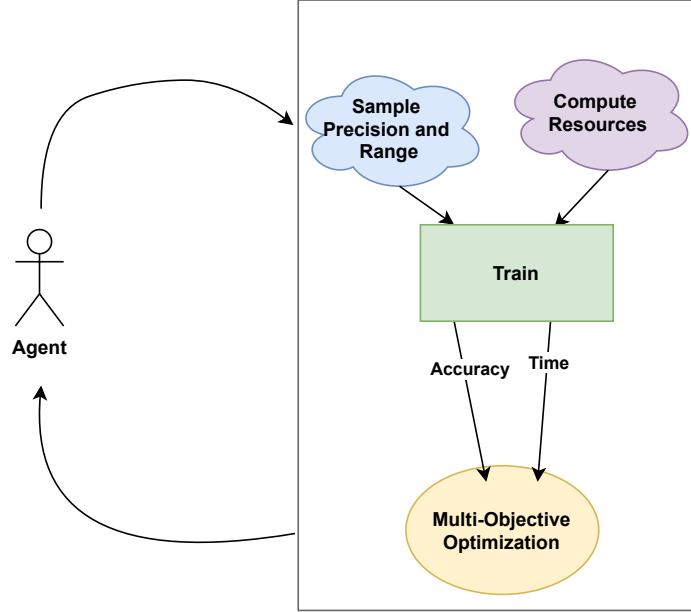 Sample
Precision and
Range
Compute
Resources
Train
Agent
Accuracy
Time
Multi-Objective
Optimization